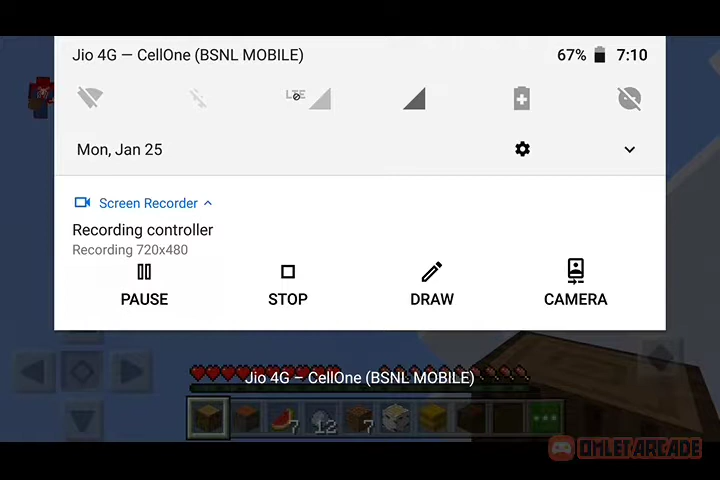 Jio 4G — CellOne (BSNL MOBILE) 67% 7:10
LTE
Mon, Jan 25
Screen Recorder
Recording controller
Recording 720x480
PAUSE STOP DRAW CAMERA
Jio 4G – CellOne (BSNL MOBILE)
7 12 7
OMLET ARCADE